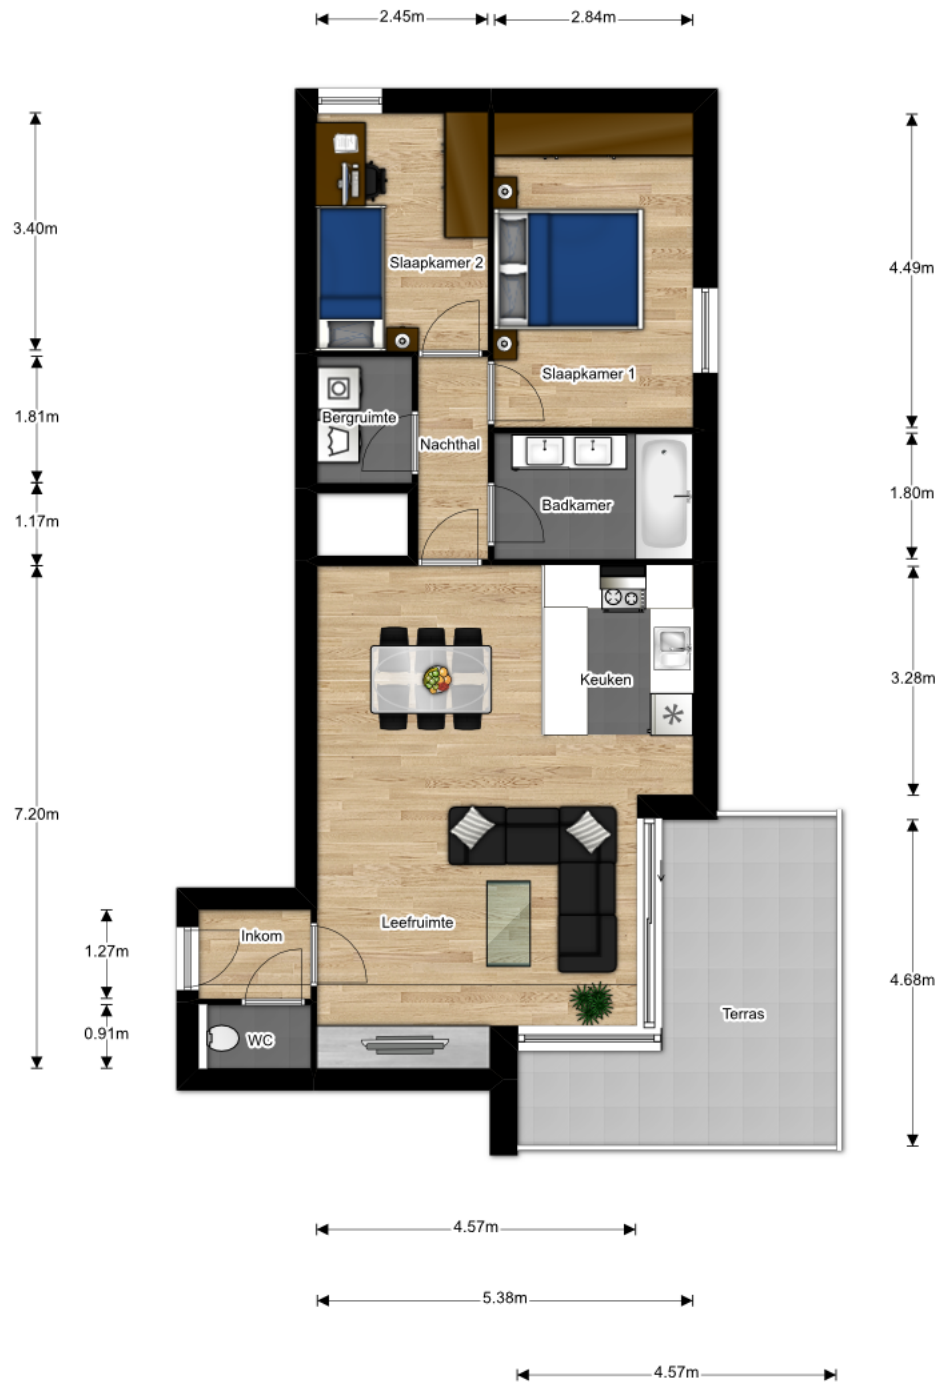 2.45m
2.84m
3.40m
4.49m
Slaapkamer 2
Slaapkamer 1
1.81m
Bergruimte
Nachthal
1.80m
1.17m
Badkamer
3.28m
Keuken
7.20m
Leefruimte
Inkom
1.27m
4.68m
Terras
0.91m
WC
4.57m
5.38m
4.57m